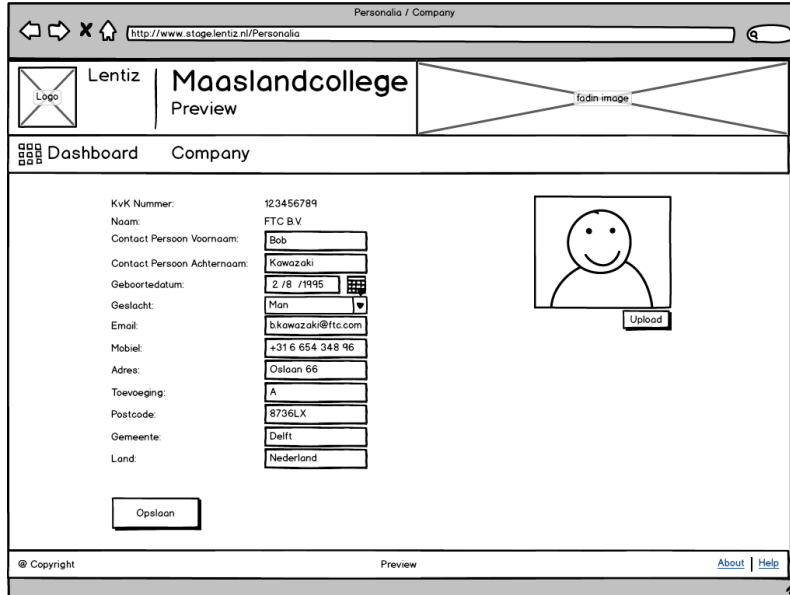 Personalia / Company
http://www.stage.lentiz.nl/Personalia
Logo
Lentiz
Maaslandcollege
Preview
fadin image
Dashboard Company
KvK Nummer: 123456789
Naam: FTC B.V.
Contact Persoon Voornaam: Bob
Contact Persoon Achternaam: Kawazaki
Geboortedatum: 2 /8 /1995
Geslacht: Man
Upload
Email: b.kawazaki@ftc.com
Mobiel: +31 6 654 348 96
Adres: Oslaan 66
Toevoeging: A
Postcode: 8736LX
Gemeente: Delft
Land: Nederland
Opslaan
@ Copyright Preview About | Help